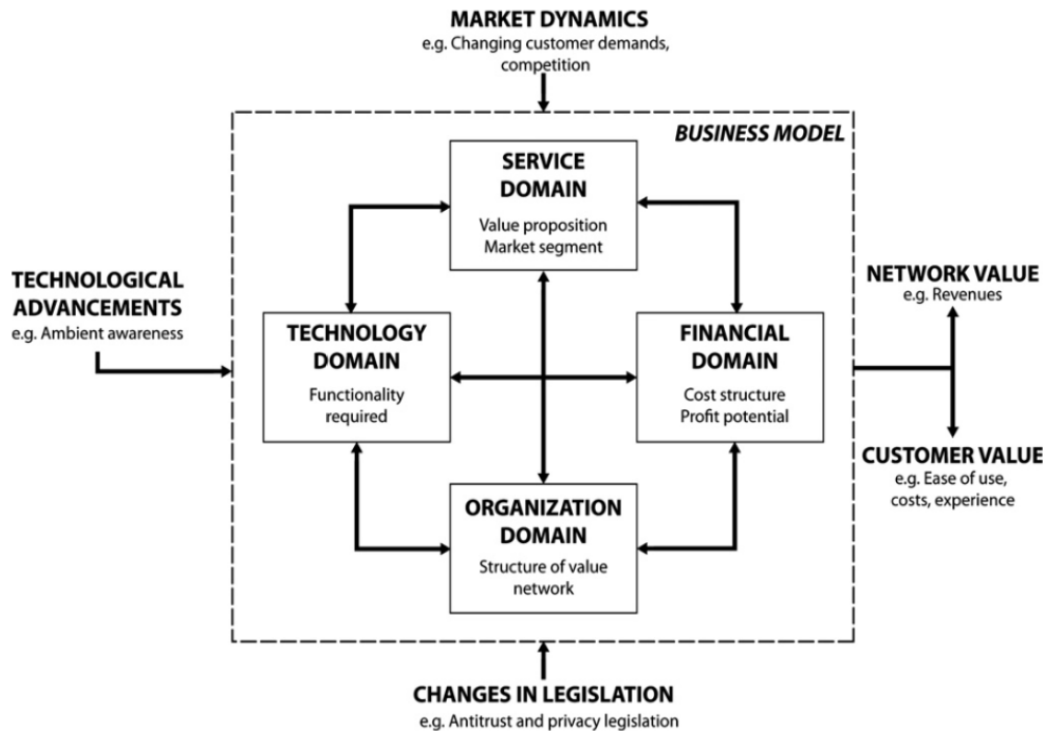 MARKET DYNAMICS
e.g. Changing customer demands,
competition
BUSINESS MODEL
SERVICE
DOMAIN
Value proposition
Market segment
TECHNOLOGICAL
ADVANCEMENTS
e.g. Ambient awareness
TECHNOLOGY
DOMAIN
Functionality
required
FINANCIAL
DOMAIN
Cost structure
Profit potential
NETWORK VALUE
e.g. Revenues
CUSTOMER VALUE
e.g. Ease of use,
costs, experience
ORGANIZATION
DOMAIN
Structure of value
network
CHANGES IN LEGISLATION
e.g. Antitrust and privacy legislation